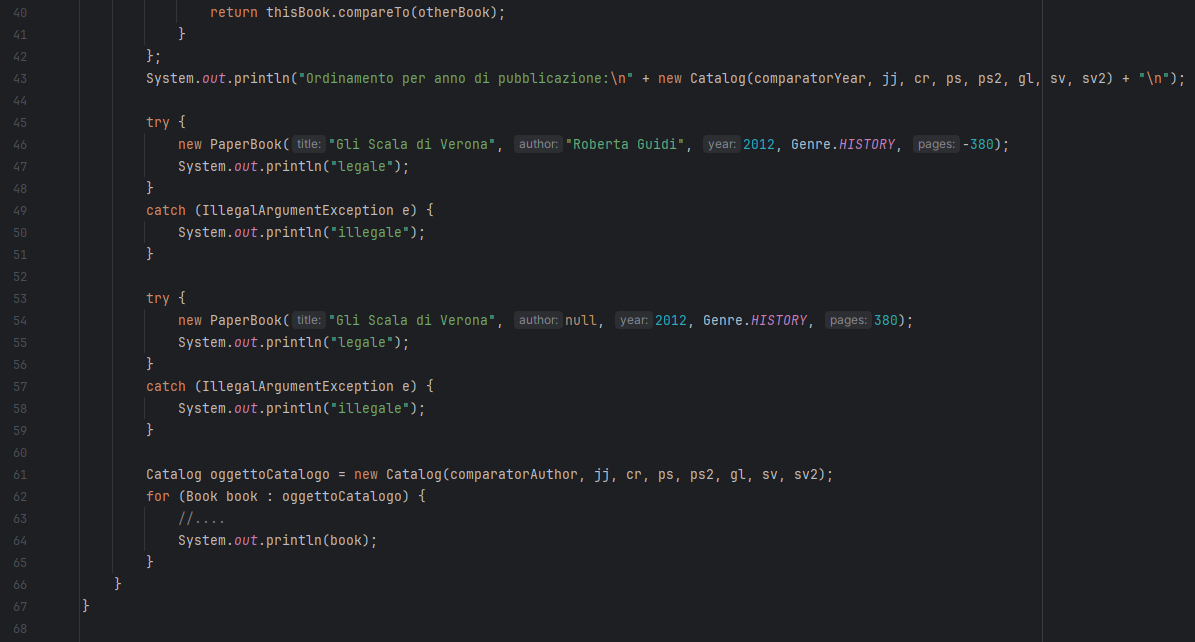 40 return thisBook.compareTo(otherBook);
41 }
42 };
43 System.out.println("Ordinamento per anno di pubblicazione:\n" + new Catalog(comparatorYear, jj, cr, ps, ps2, gl, sv, sv2) + "\n");
44
45 try {
46 new PaperBook( title: "Gli Scala di Verona", author: "Roberta Guidi", year: 2012, Genre.HISTORY, pages: -380);
47 System.out.println("legale");
48 }
49 catch (IllegalArgumentException e) {
50 System.out.println("illegale");
51 }
52
53 try {
54 new PaperBook( title: "Gli Scala di Verona", author: null, year: 2012, Genre.HISTORY, pages: 380);
55 System.out.println("legale");
56 }
57 catch (IllegalArgumentException e) {
58 System.out.println("illegale");
59 }
60
61 Catalog oggettoCatalogo = new Catalog(comparatorAuthor, jj, cr, ps, ps2, gl, sv, sv2);
62 for (Book book : oggettoCatalogo) {
63 //....
64 System.out.println(book);
65 }
66 }
67 }
68